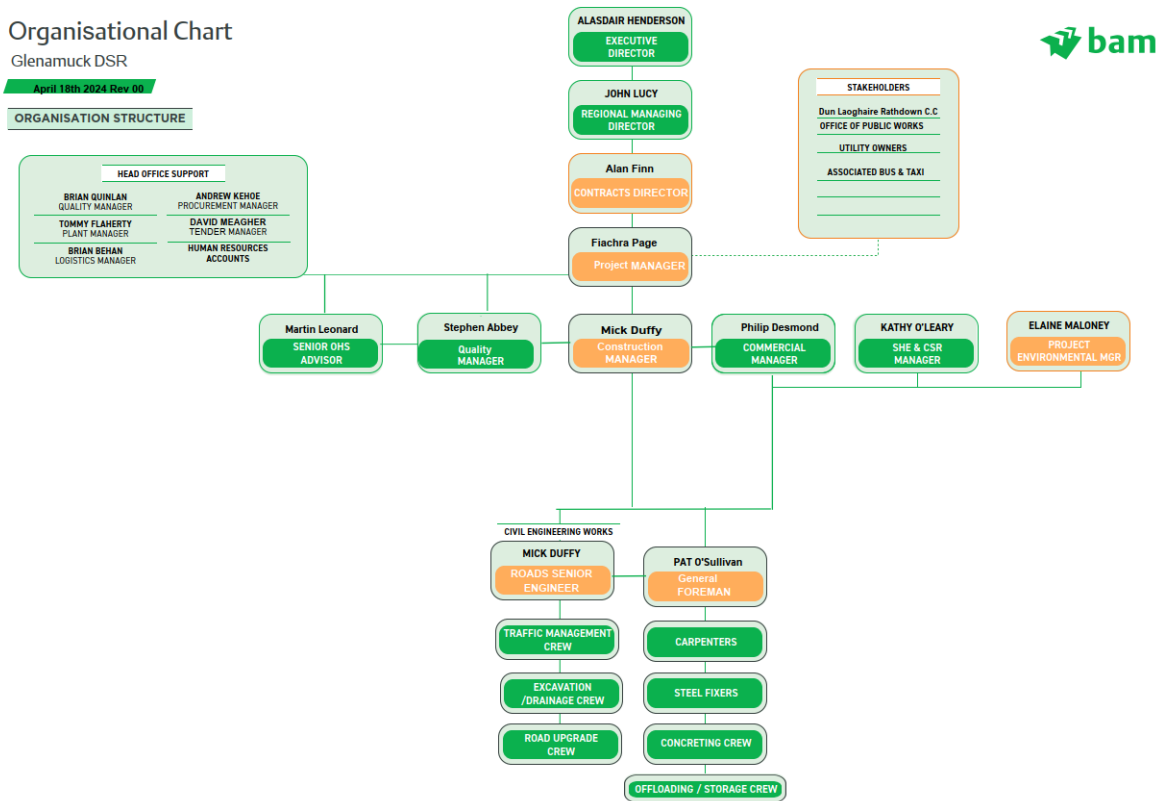 Organisational Chart
Glenamuck DSR
April 18th 2024 Rev 00
ORGANISATION STRUCTURE
bam
ALASDAIR HENDERSON
EXECUTIVE
DIRECTOR
JOHN LUCY
REGIONAL MANAGING
DIRECTOR
Alan Finn
CONTRACTS DIRECTOR
Fiachra Page
Project MANAGER
STAKEHOLDERS
Dun Laoghaire Rathdown C.C
OFFICE OF PUBLIC WORKS
UTILITY OWNERS
ASSOCIATED BUS & TAXI
HEAD OFFICE SUPPORT
BRIAN QUINLAN
QUALITY MANAGER
TOMMY FLAHERTY
PLANT MANAGER
BRIAN BEHAN
LOGISTICS MANAGER
ANDREW KEHOE
PROCUREMENT MANAGER
DAVID MEAGHER
TENDER MANAGER
HUMAN RESOURCES
ACCOUNTS
Martin Leonard
SENIOR OHS
ADVISOR
Stephen Abbey
Quality
MANAGER
Mick Duffy
Construction
MANAGER
Philip Desmond
COMMERCIAL
MANAGER
KATHY O'LEARY
SHE & CSR
MANAGER
ELAINE MALONEY
PROJECT
ENVIRONMENTAL MGR
CIVIL ENGINEERING WORKS
MICK DUFFY
ROADS SENIOR
ENGINEER
TRAFFIC MANAGEMENT
CREW
EXCAVATION
/DRAINAGE CREW
ROAD UPGRADE
CREW
PAT O'Sullivan
General
FOREMAN
CARPENTERS
STEEL FIXERS
CONCRETING CREW
OFFLOADING / STORAGE CREW